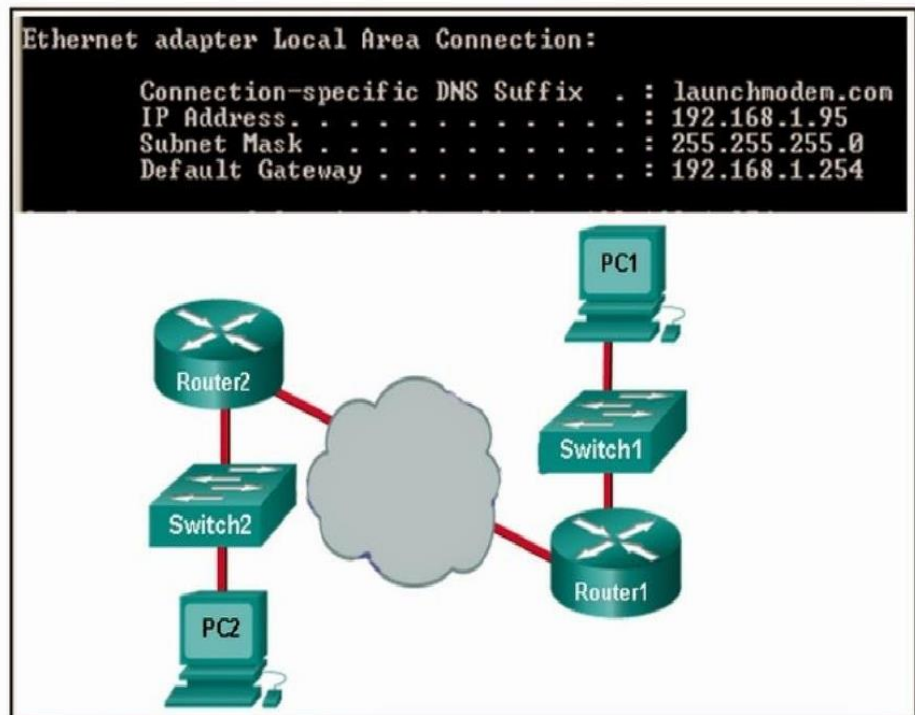 Ethernet adapter Local Area Connection:
Connection-specific DNS Suffix . : launchmodem.com
IP Address. . . . . . . . . . . . : 192.168.1.95
Subnet Mask . . . . . . . . . . . : 255.255.255.0
Default Gateway . . . . . . . . . : 192.168.1.254
PC1
Router2
Switch1
Switch2
Router1
PC2